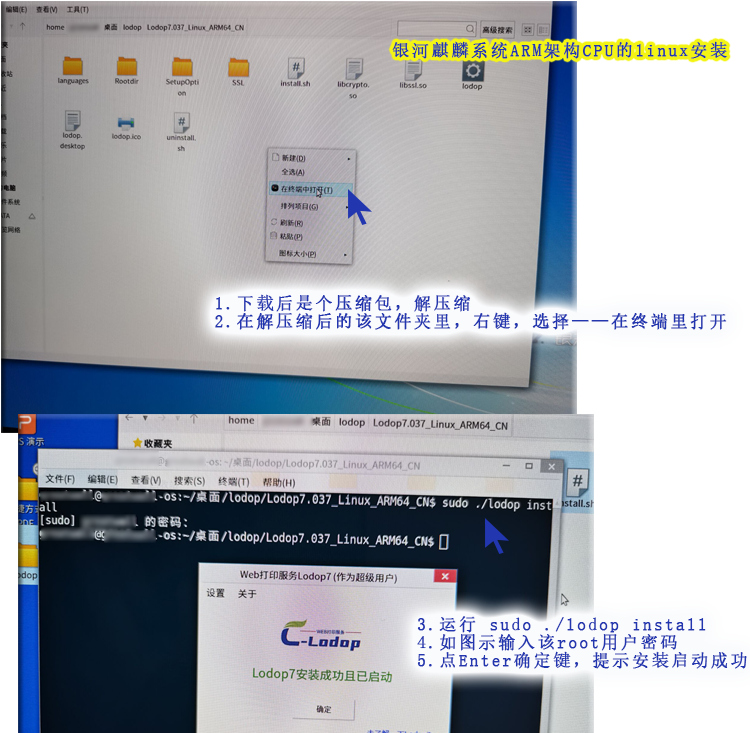 编辑(E) 查看(V) 工具(T)
home 桌面 lodop Lodop7.037_Linux_ARM64_CN
高级搜索
银河麒麟系统ARM架构CPU的linux安装
languages Rootdir SetupOpti SSL install.sh libcrypto. libssl.so lodop
on so
lodop. lodop.ico uninstall.
desktop sh
新建(D)
全选(A)
在终端中打开(T)
排列项目(G)
刷新(R)
粘贴(P)
图标大小(P)
1.下载后是个压缩包，解压缩
2.在解压缩后的该文件夹里，右键，选择——在终端里打开
S 演示
home 桌面 lodop Lodop7.037_Linux_ARM64_CN
收藏夹
-os: ~/桌面/lodop/Lodop7.037_Linux_ARM64_CN
文件(F) 编辑(E) 查看(V) 搜索(S) 终端(T) 帮助(H)
@ -os:~/桌面/lodop/Lodop7.037_Linux_ARM64_CN$ sudo ./lodop inst
all
[sudo] 的密码：
@ -os:~/桌面/lodop/Lodop7.037_Linux_ARM64_CN$
nstall.sh
Web打印服务Lodop7 (作为超级用户)
设置 关于
WEB打印服务
C-Lodop
Lodop7安装成功且已启动
确定
3.运行 sudo ./lodop install
4.如图示输入该root用户密码
5.点Enter确定键，提示安装启动成功